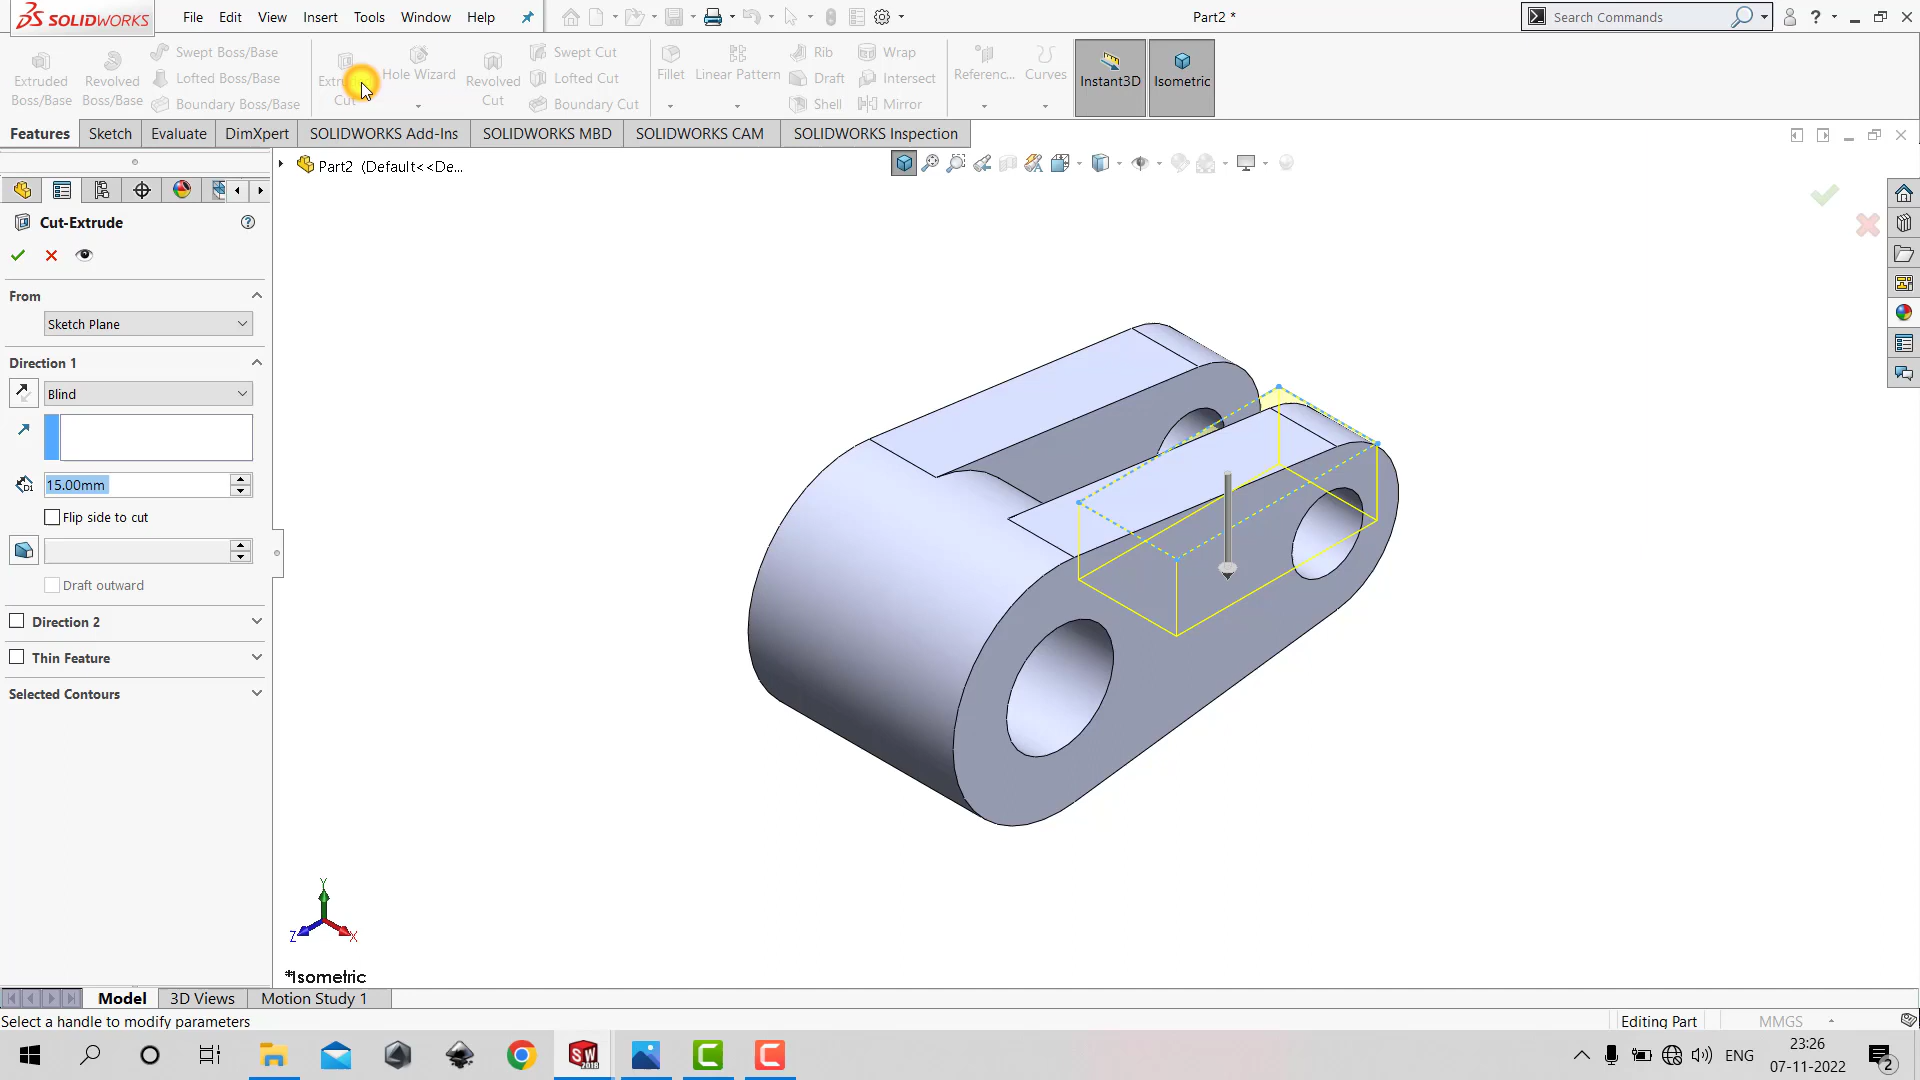 SOLIDWORKS
File Edit View Insert Tools Window Help
Part2 *
Search Commands
Extruded Boss/Base
Revolved Boss/Base
Swept Boss/Base
Lofted Boss/Base
Boundary Boss/Base
Cut
Hole Wizard
Revolved Cut
Swept Cut
Lofted Cut
Boundary Cut
Fillet
Linear Pattern
Rib
Draft
Shell
Wrap
Intersect
Mirror
Referenc...
Curves
Instant3D
Isometric
Features Sketch Evaluate DimXpert SOLIDWORKS Add-Ins SOLIDWORKS MBD SOLIDWORKS CAM SOLIDWORKS Inspection
Part2 (Default<<De...
Cut-Extrude
From
Sketch Plane
Direction 1
Blind
15.00mm
Flip side to cut
Draft outward
Direction 2
Thin Feature
Selected Contours
Y
Z X
*Isometric
Model 3D Views Motion Study 1
Select a handle to modify parameters
Editing Part MMGS
SW 2018
ENG
23:26
07-11-2022
2